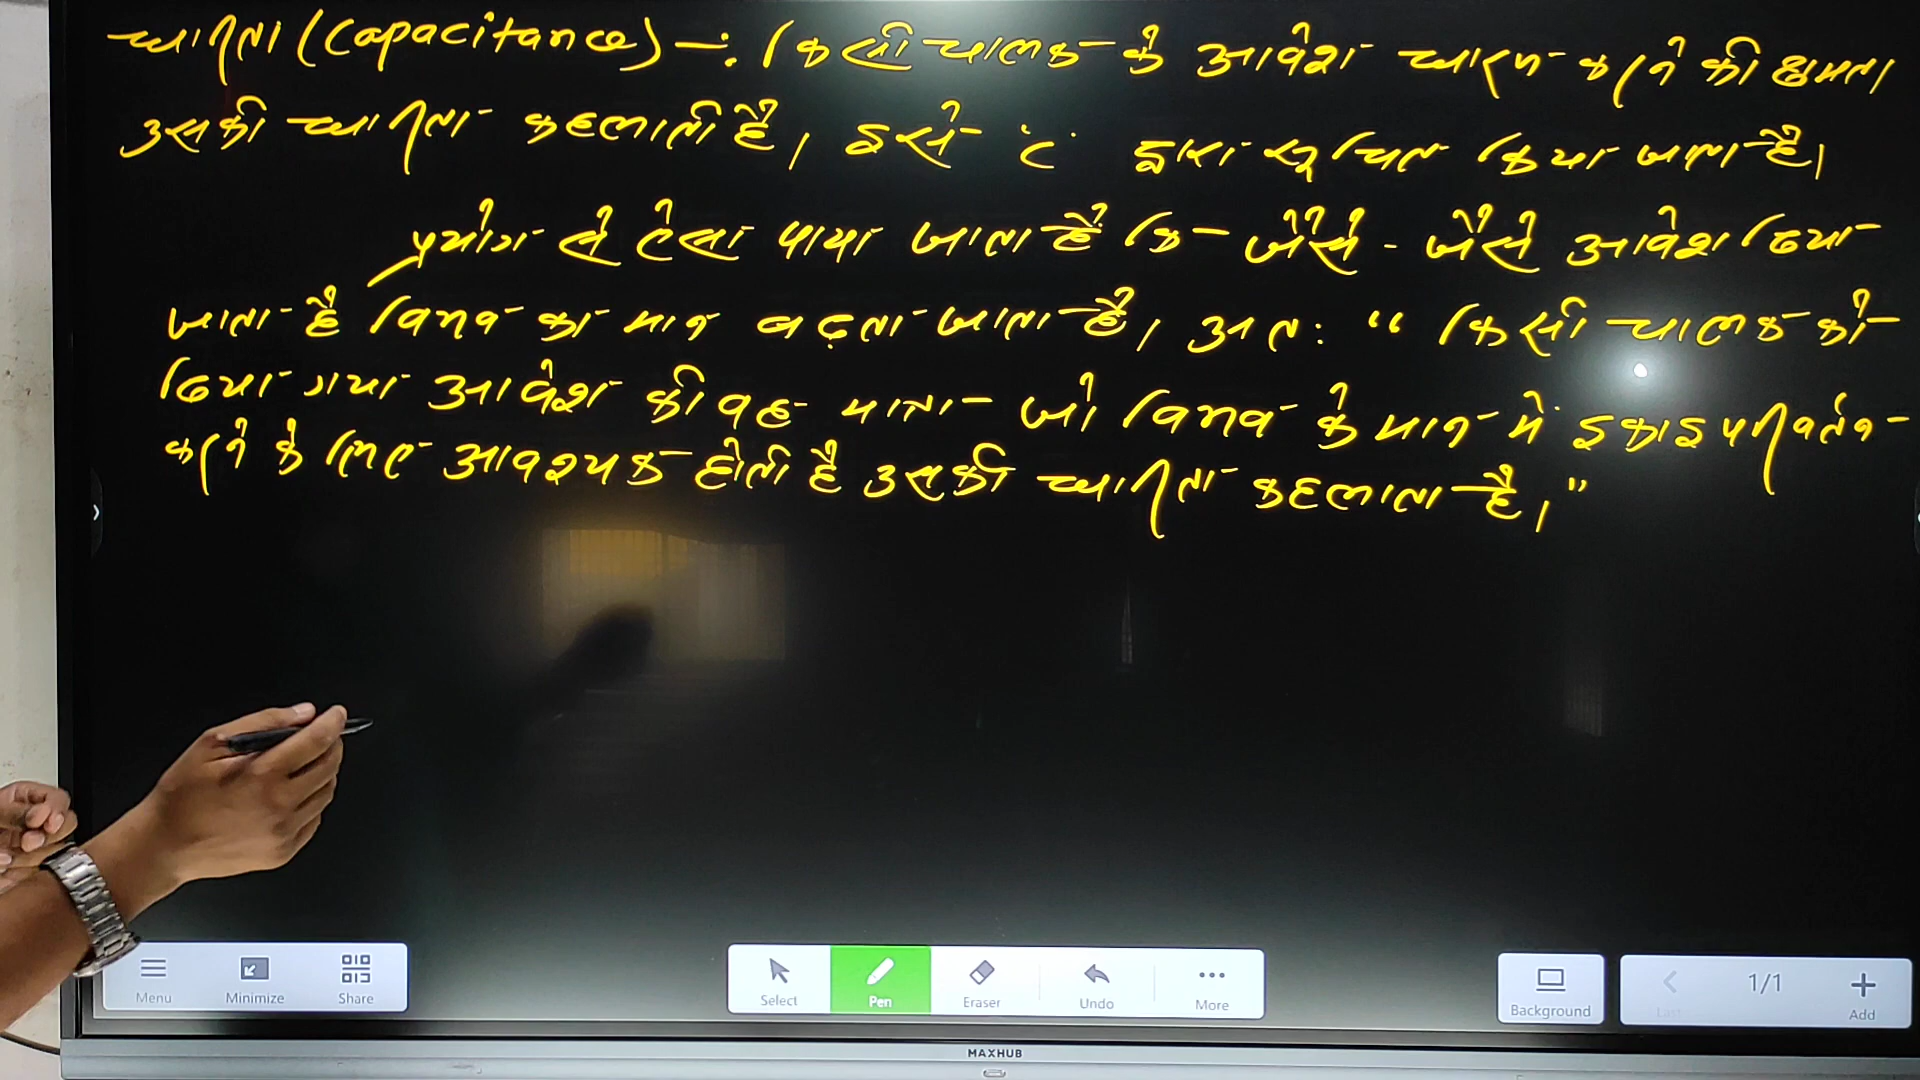 धारिता (Capacitance) –: किसी चालक के आवेश धारण करने की क्षमता
उसकी धारिता कहलाती है। इसे 'C' द्वारा सूचित किया जाता है।
प्रयोग से ऐसा पाया जाता है कि जैसे-जैसे आवेश दिया
जाता है विभव का मान बढ़ता जाता है। अतः "किसी चालक को
दिया गया आवेश की वह मात्रा जो विभव के मान में इकाइ परिवर्तन
करने के लिए आवश्यक होती है उसकी धारिता कहलाता है।"
Menu Minimize Share Select Pen Eraser Undo More Background Last 1/1 Add
MAXHUB